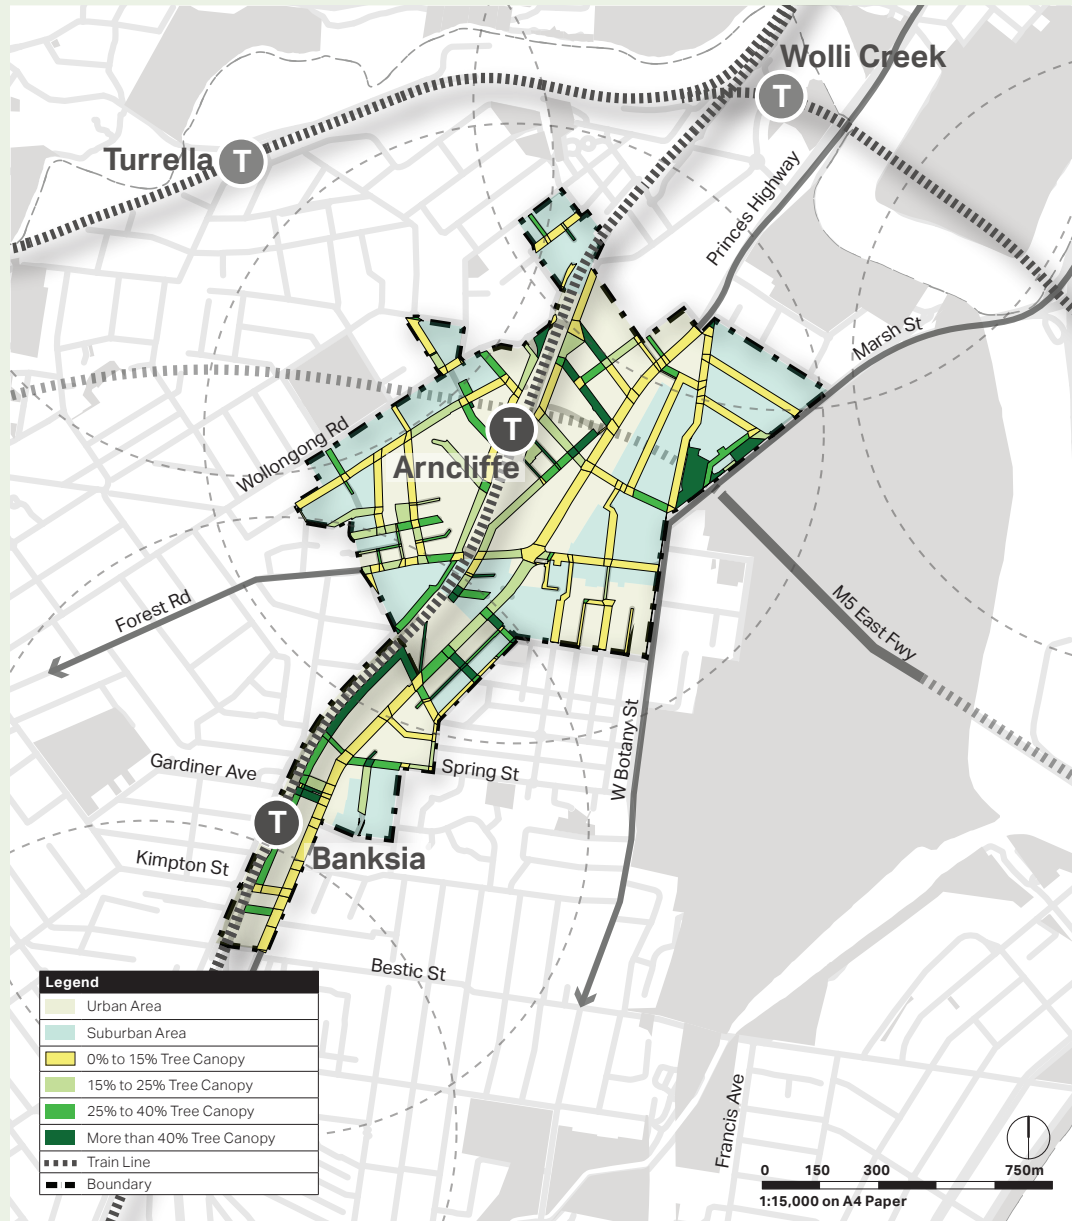 Wolli Creek
T
Turrella
T
Princes Highway
Marsh St
Wollongong Rd
T
Arncliffe
Forest Rd
M5 East Fwy
W Botany St
Gardiner Ave
Spring St
T
Banksia
Kimpton St
Bestic St
Francis Ave
Legend
Urban Area
Suburban Area
0% to 15% Tree Canopy
15% to 25% Tree Canopy
25% to 40% Tree Canopy
More than 40% Tree Canopy
Train Line
Boundary
0 150 300 750m
1:15,000 on A4 Paper